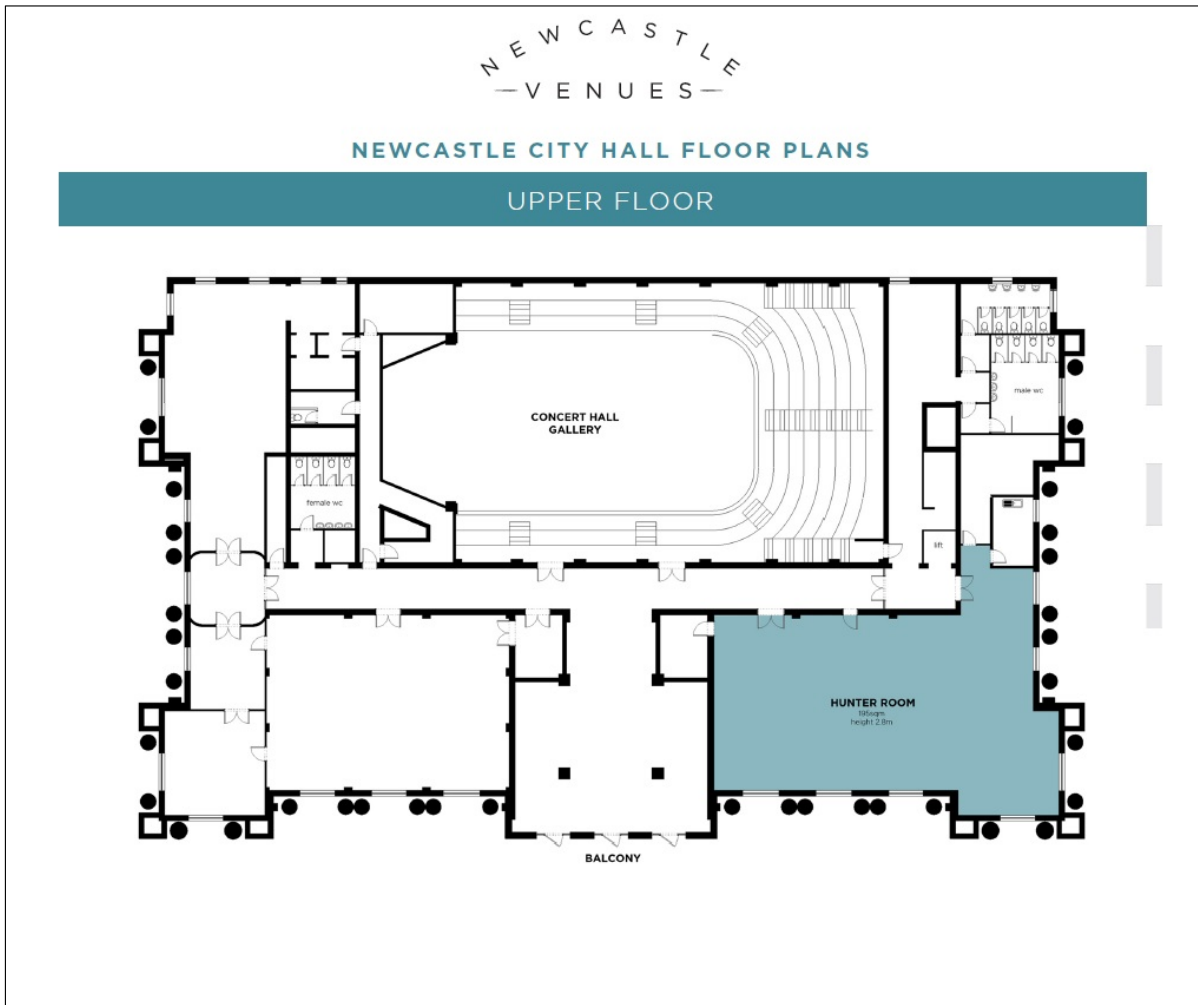 NEWCASTLE
VENUES
NEWCASTLE CITY HALL FLOOR PLANS
UPPER FLOOR
CONCERT HALL
GALLERY
male wc
female wc
lift
HUNTER ROOM
195sqm
height 2.8m
BALCONY